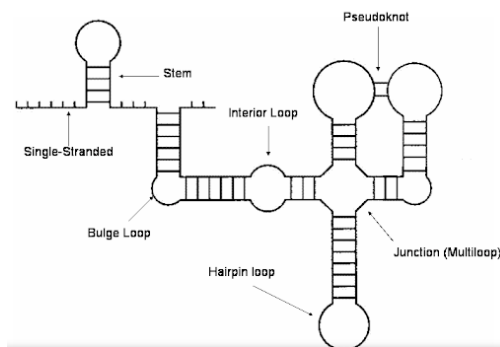 Pseudoknot
Stem
Interior Loop
Single-Stranded
Bulge Loop
Junction (Multiloop)
Hairpin loop